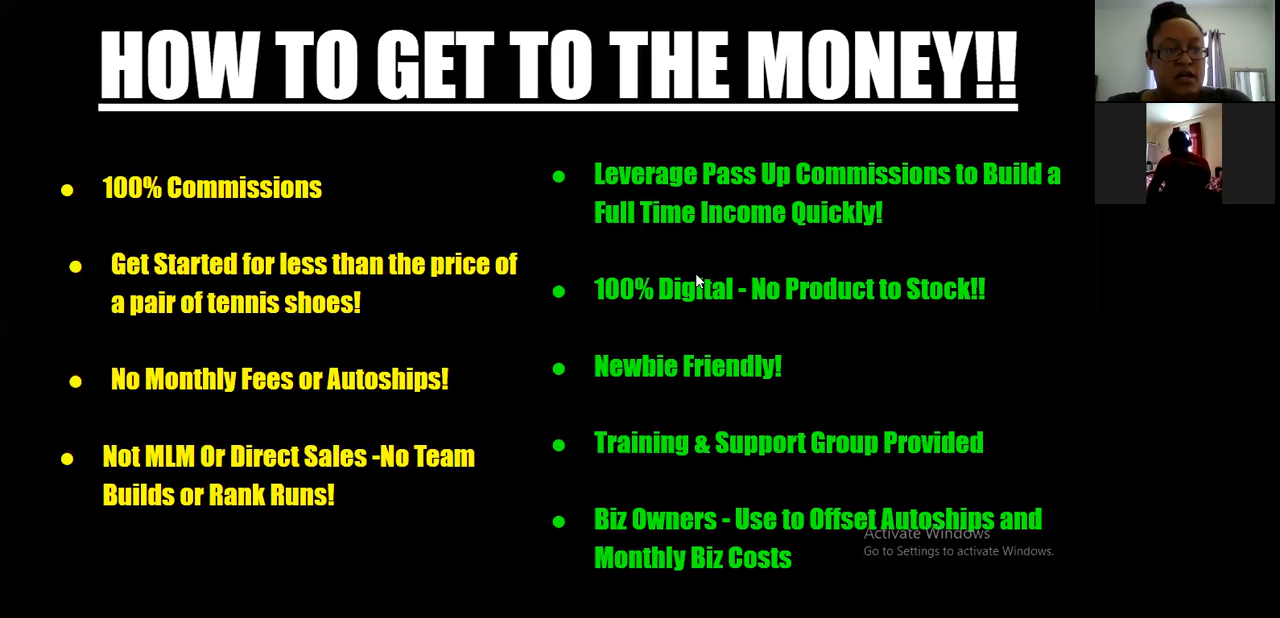 HOW TO GET TO THE MONEY!!
100% Commissions
Get Started for less than the price of
a pair of tennis shoes!
No Monthly Fees or Autoships!
Not MLM Or Direct Sales -No Team
Builds or Rank Runs!
Leverage Pass Up Commissions to Build a
Full Time Income Quickly!
100% Digital - No Product to Stock!!
Newbie Friendly!
Training & Support Group Provided
Biz Owners - Use to Offset Autoships and
Monthly Biz Costs
Activate Windows
Go to Settings to activate Windows.